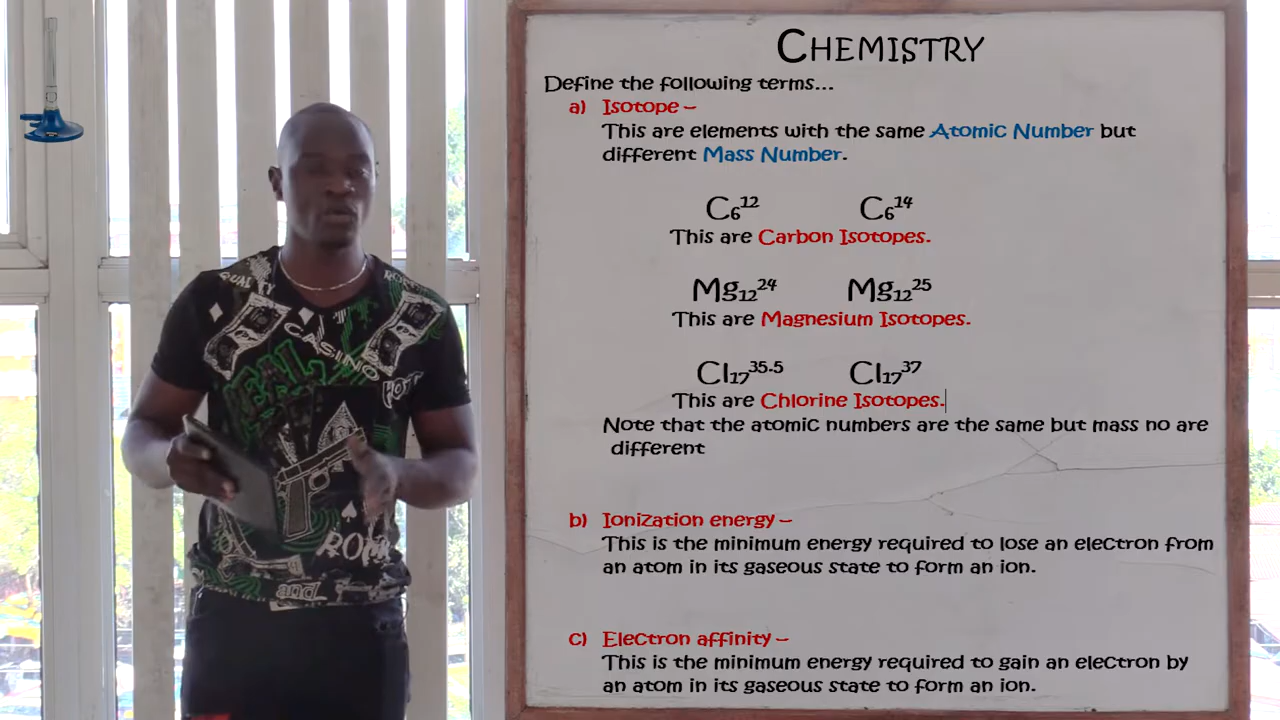 CHEMISTRY
Define the following terms...
a) Isotope –
This are elements with the same Atomic Number but
different Mass Number.
C₆¹² C₆¹⁴
This are Carbon Isotopes.
Mg₁₂²⁴ Mg₁₂²⁵
This are Magnesium Isotopes.
Cl₁₇³⁵·⁵ Cl₁₇³⁷
This are Chlorine Isotopes.
Note that the atomic numbers are the same but mass no are
different
b) Ionization energy –
This is the minimum energy required to lose an electron from
an atom in its gaseous state to form an ion.
c) Electron affinity –
This is the minimum energy required to gain an electron by
an atom in its gaseous state to form an ion.
QUALITY
CASINO
REAL
HOT
and